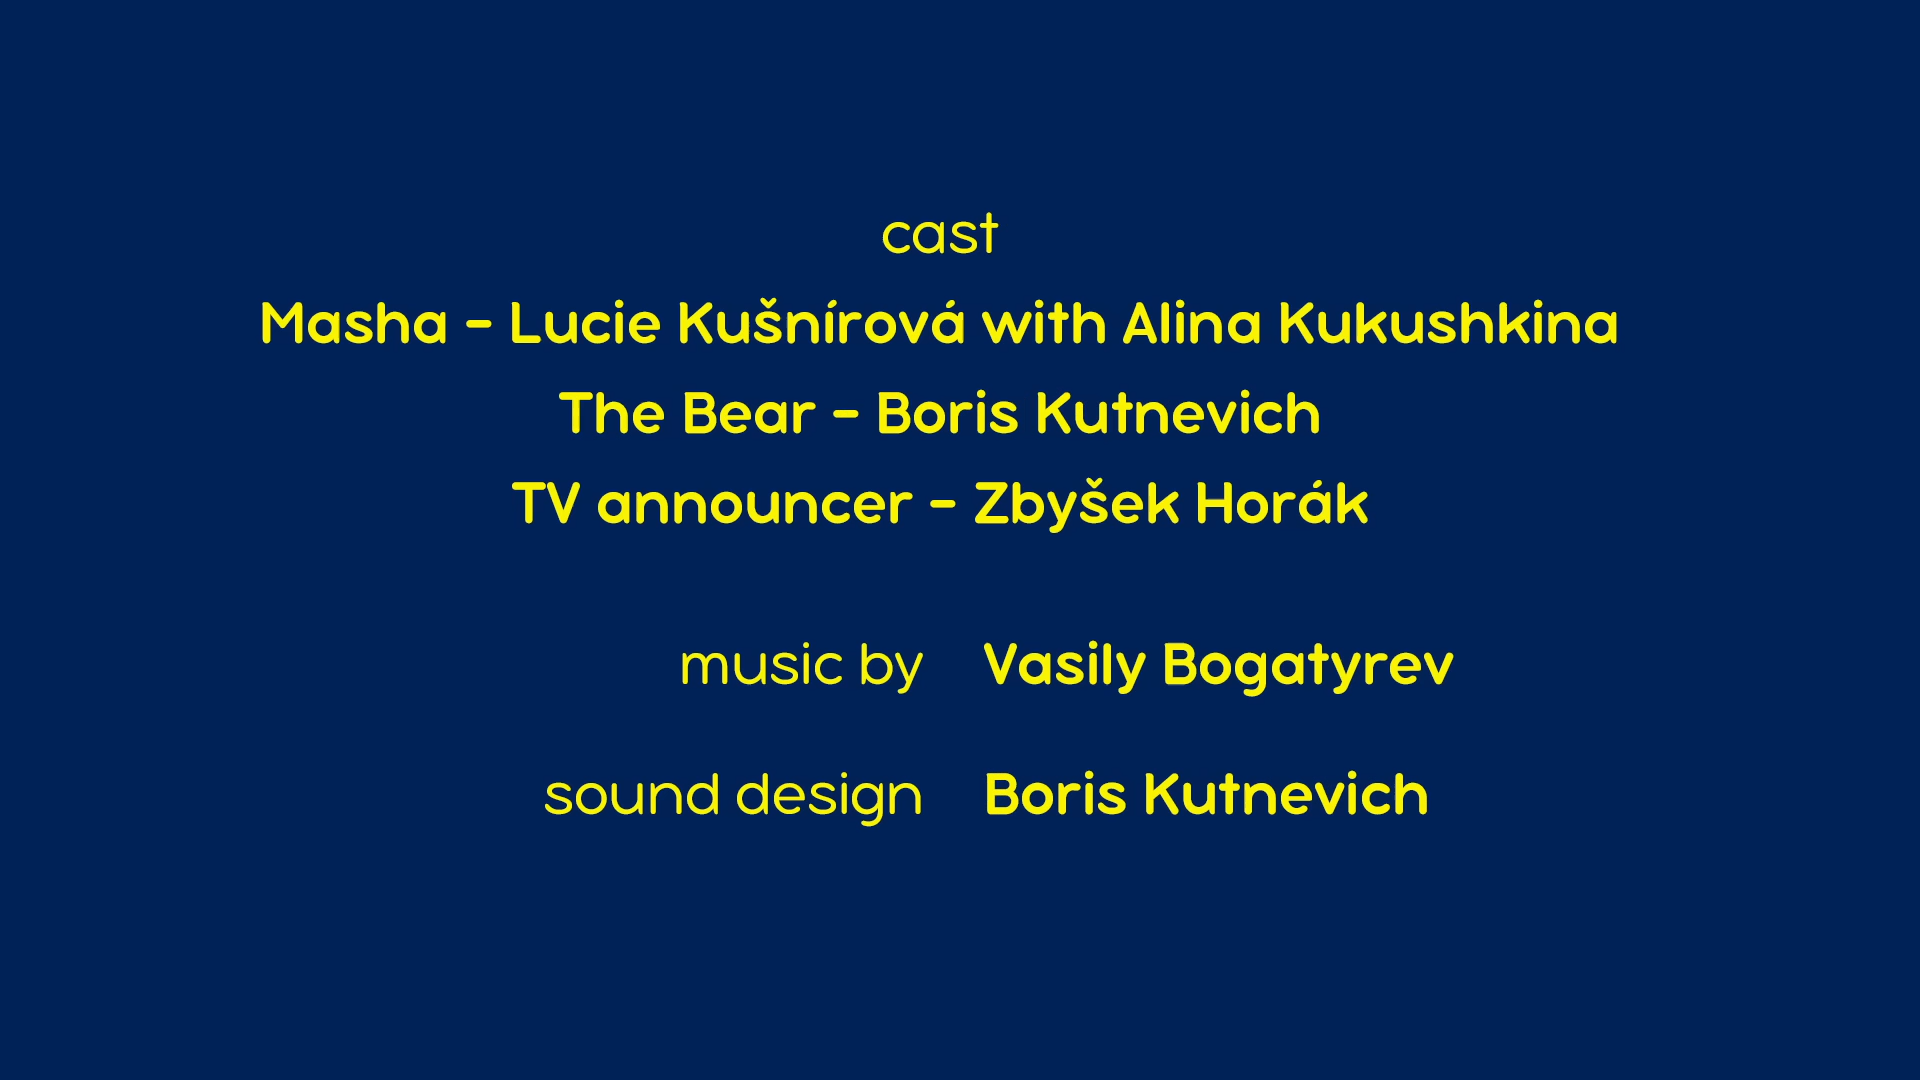 cast
Masha - Lucie Kušnírová with Alina Kukushkina
The Bear - Boris Kutnevich
TV announcer - Zbyšek Horák
music by Vasily Bogatyrev
sound design Boris Kutnevich